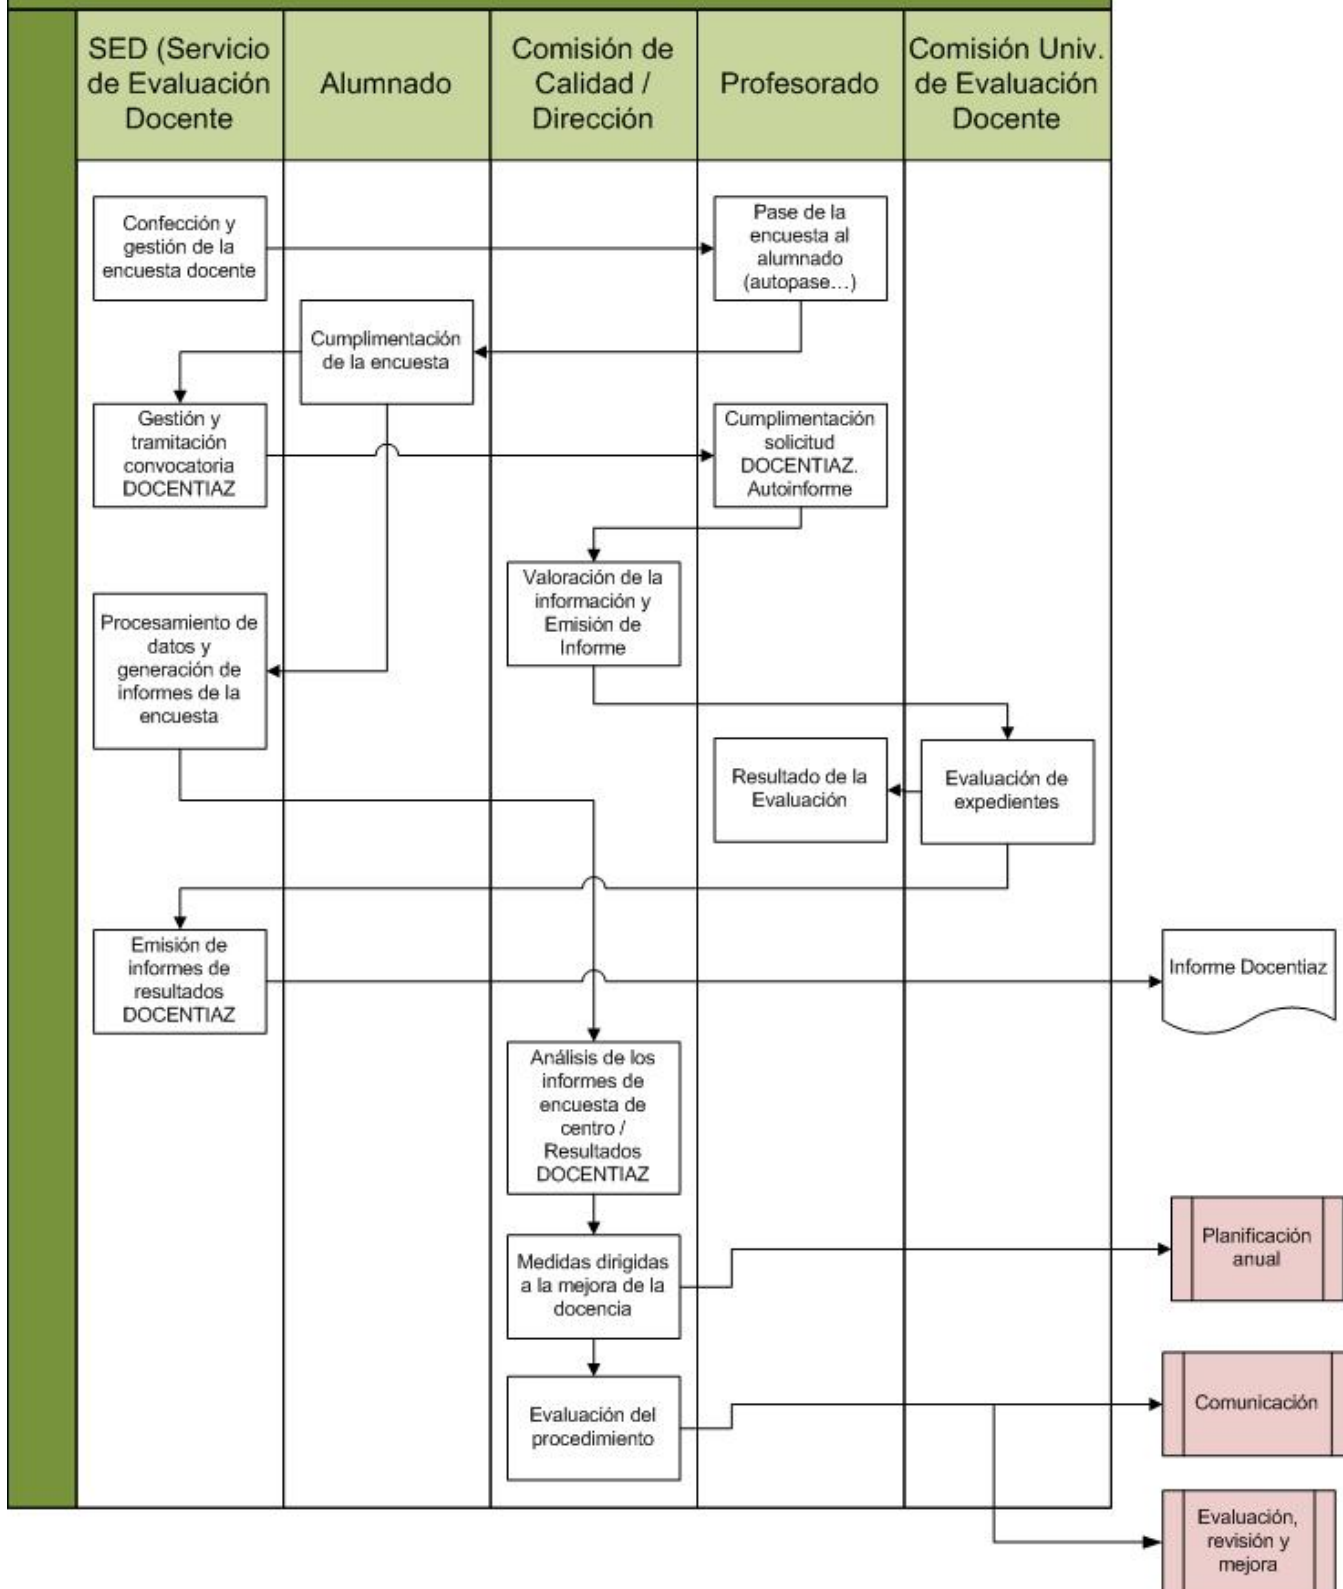 SED (Servicio
de Evaluación
Docente
Alumnado
Comisión de
Calidad /
Dirección
Profesorado
Comisión Univ.
de Evaluación
Docente
Confección y
gestión de la
encuesta docente
Pase de la
encuesta al
alumnado
(autopase...)
Cumplimentación
de la encuesta
Gestión y
tramitación
convocatoria
DOCENTIAZ
Cumplimentación
solicitud
DOCENTIAZ.
Autoinforme
Valoración de la
información y
Emisión de
Informe
Procesamiento de
datos y
generación de
informes de la
encuesta
Resultado de la
Evaluación
Evaluación de
expedientes
Emisión de
informes de
resultados
DOCENTIAZ
Informe Docentiaz
Análisis de los
informes de
encuesta de
centro /
Resultados
DOCENTIAZ
Medidas dirigidas
a la mejora de la
docencia
Planificación
anual
Evaluación del
procedimiento
Comunicación
Evaluación,
revisión y
mejora